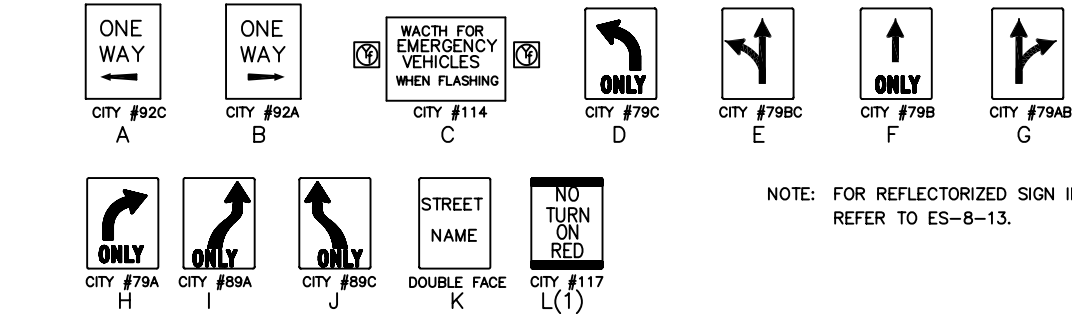 ONE
WAY
CITY #92C
A
ONE
WAY
CITY #92A
B
WACTH FOR
EMERGENCY
VEHICLES
WHEN FLASHING
CITY #114
C
ONLY
CITY #79C
D
CITY #79BC
E
ONLY
CITY #79B
F
CITY #79AB
G
ONLY
CITY #79A
H
ONLY
CITY #89A
I
ONLY
CITY #89C
J
STREET
NAME
DOUBLE FACE
K
NO
TURN
ON
RED
CITY #117
L(1)
NOTE: FOR REFLECTORIZED SIGN
REFER TO ES-8-13.